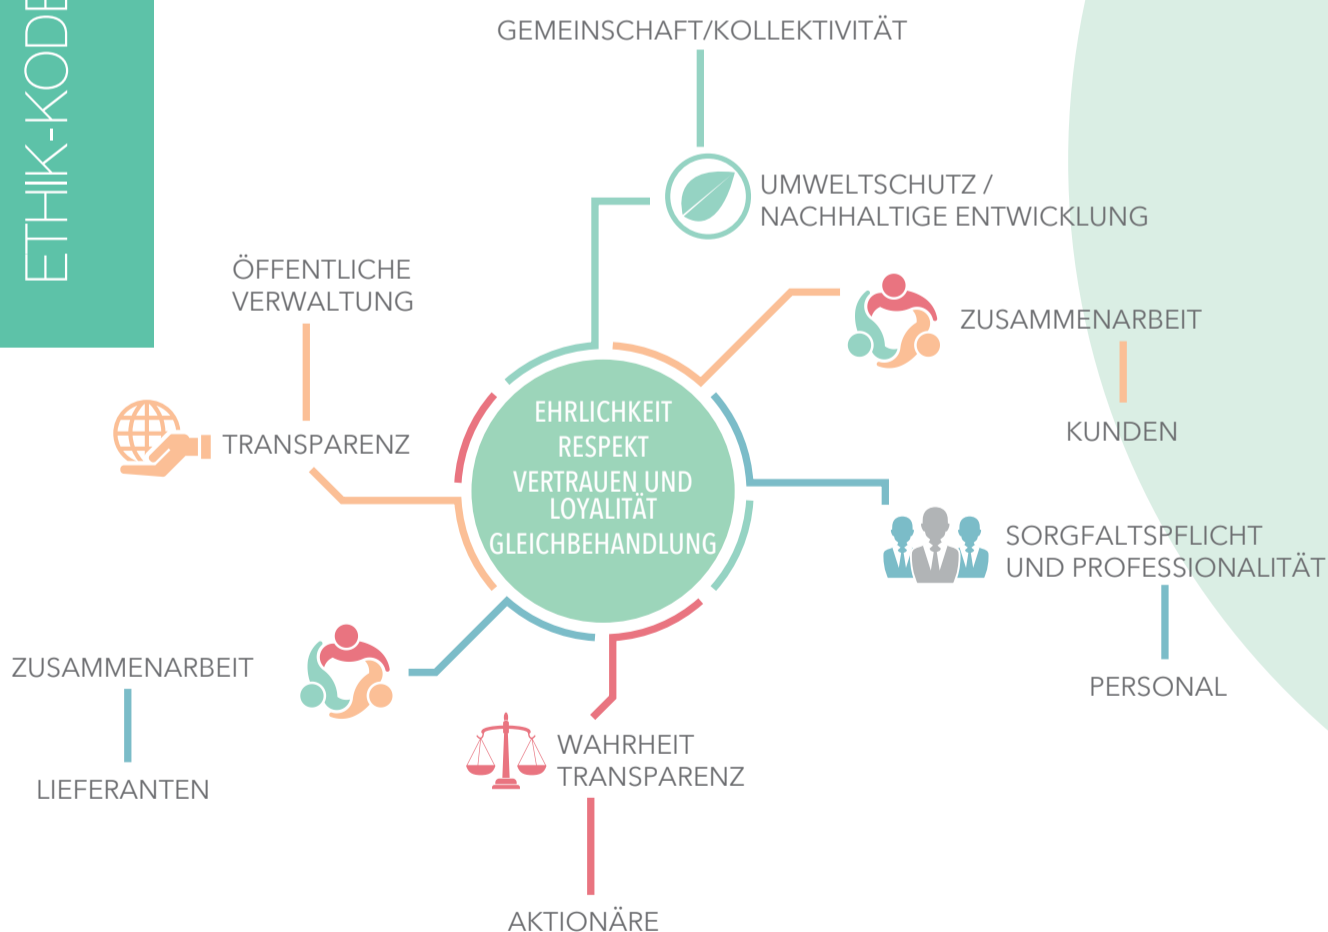 ETHIK-KODE
GEMEINSCHAFT/KOLLEKTIVITÄT
UMWELTSCHUTZ /
NACHHALTIGE ENTWICKLUNG
ÖFFENTLICHE
VERWALTUNG
TRANSPARENZ
ZUSAMMENARBEIT
KUNDEN
EHRLICHKEIT
RESPEKT
VERTRAUEN UND
LOYALITÄT
GLEICHBEHANDLUNG
SORGFALTSPFLICHT
UND PROFESSIONALITÄT
PERSONAL
ZUSAMMENARBEIT
LIEFERANTEN
WAHRHEIT
TRANSPARENZ
AKTIONÄRE